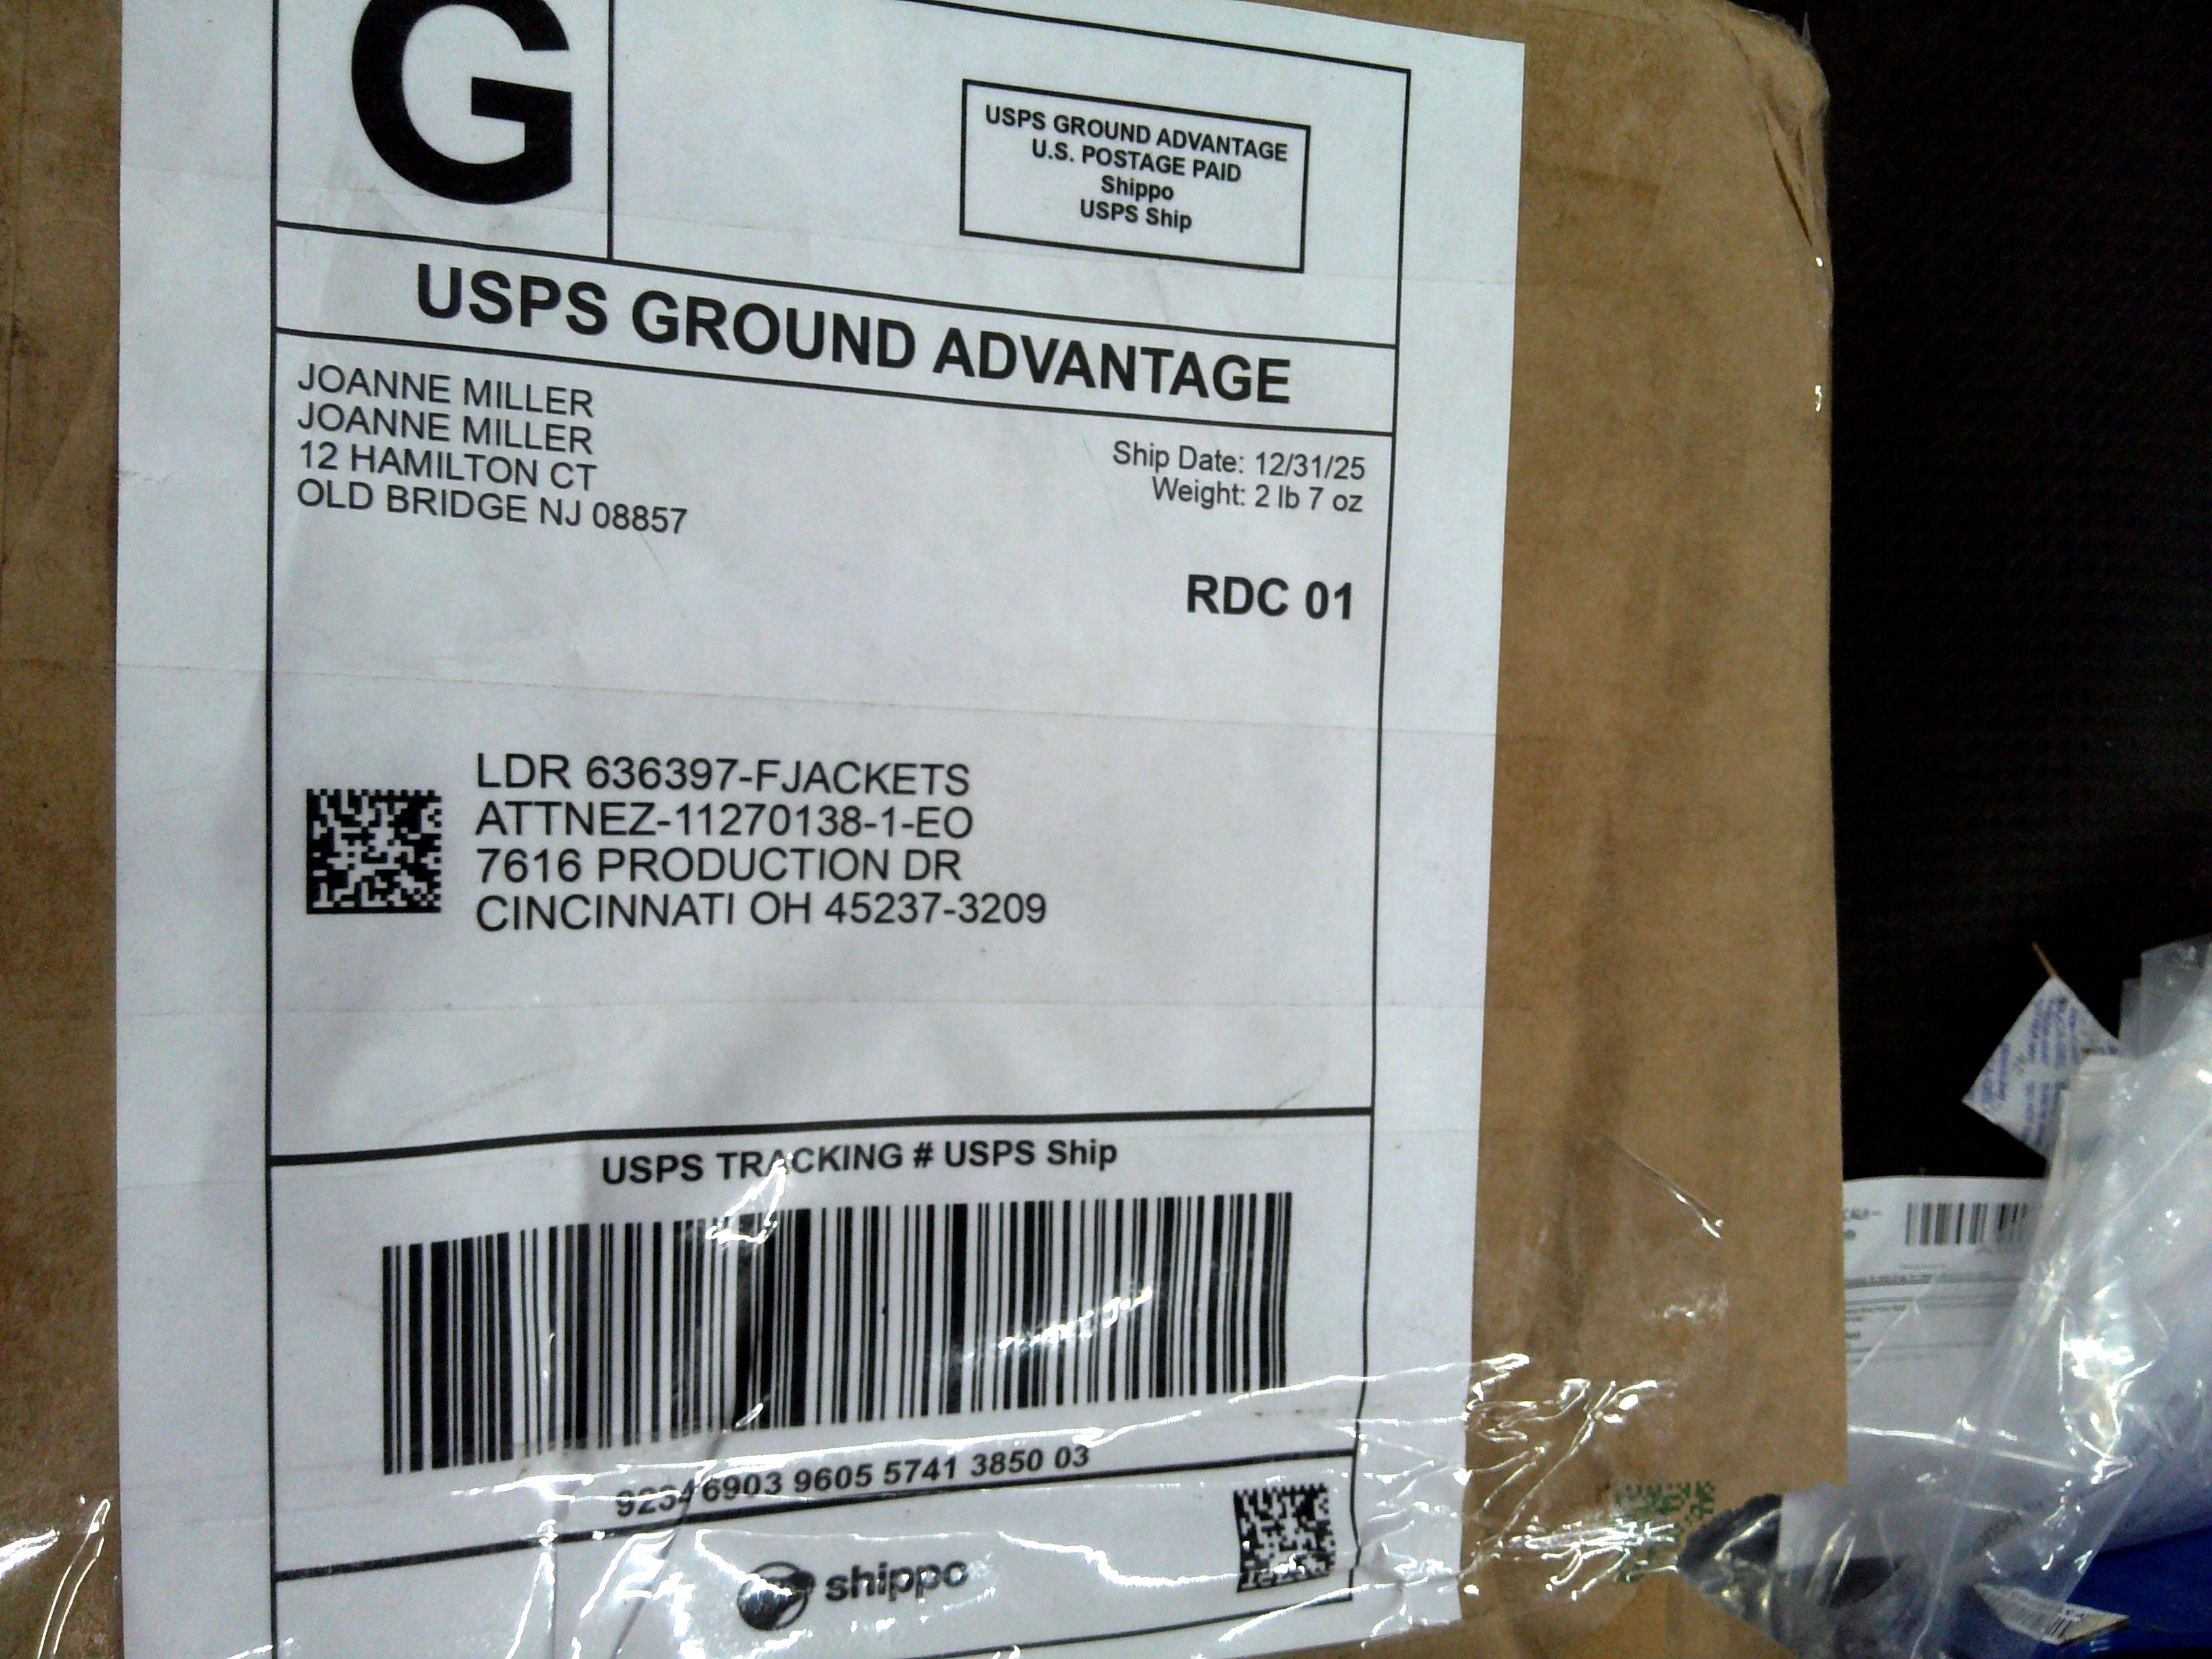 G
USPS GROUND ADVANTAGE
U.S. POSTAGE PAID
Shippo
USPS Ship
USPS GROUND ADVANTAGE
JOANNE MILLER
JOANNE MILLER
12 HAMILTON CT
OLD BRIDGE NJ 08857
Ship Date: 12/31/25
Weight: 2 lb 7 oz
RDC 01
LDR 636397-FJACKETS
ATTNEZ-11270138-1-EO
7616 PRODUCTION DR
CINCINNATI OH 45237-3209
USPS TRACKING # USPS Ship
9234 6903 9605 5741 3850 03
shippo